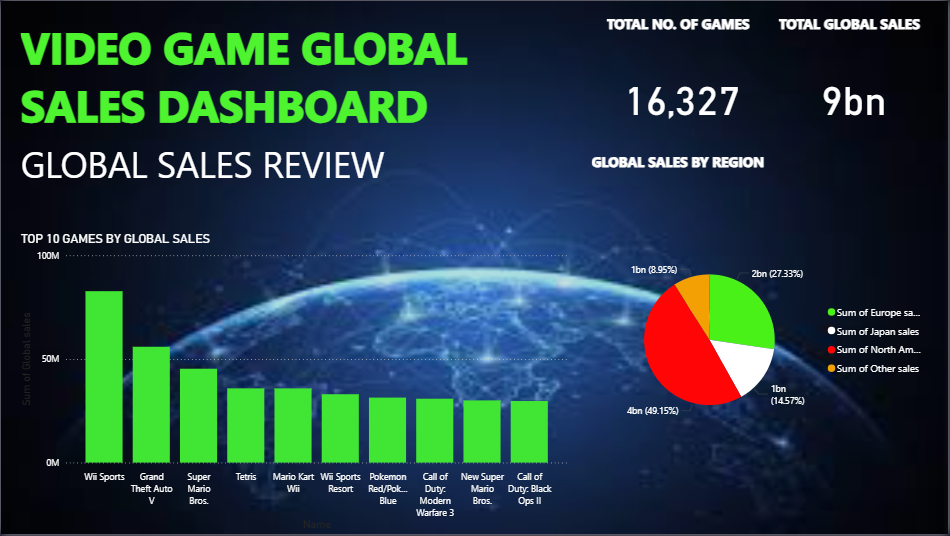 VIDEO GAME GLOBAL
SALES DASHBOARD
GLOBAL SALES REVIEW
TOTAL NO. OF GAMES
16,327
TOTAL GLOBAL SALES
9bn
TOP 10 GAMES BY GLOBAL SALES
100M
50M
0M
Sum of Global.sales
Wii Sports
Grand
Theft Auto
V
Super
Mario
Bros.
Tetris
Mario Kart
Wii
Wii Sports
Resort
Pokemon
Red/Pok...
Blue
Call of
Duty:
Modern
Warfare 3
New Super
Mario
Bros.
Call of
Duty: Black
Ops II
Name
GLOBAL SALES BY REGION
1bn (8.95%)
2bn (27.33%)
1bn
(14.57%)
4bn (49.15%)
Sum of Europe sa...
Sum of Japan sales
Sum of North Am...
Sum of Other sales